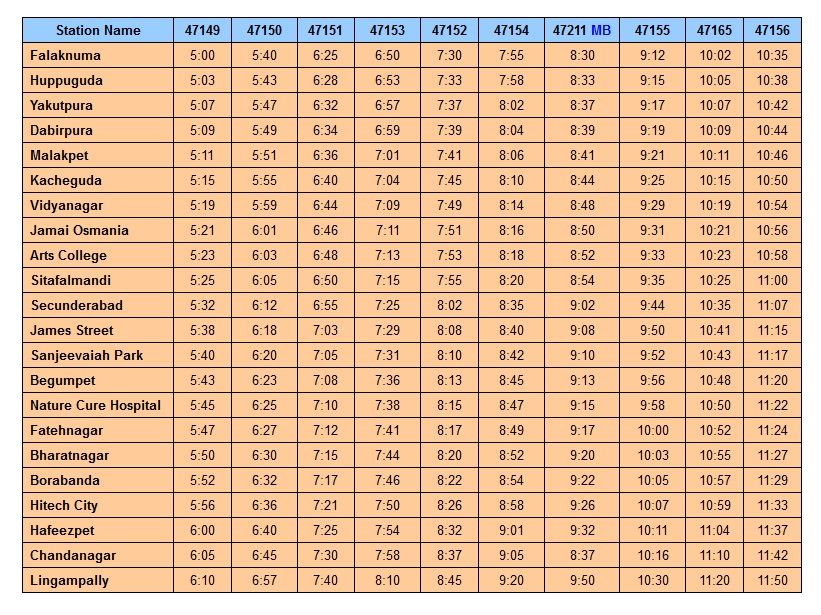 Station Name 47149 47150 47151 47153 47152 47154 47211 MB 47155 47165 47156
Falaknuma 5:00 5:40 6:25 6:50 7:30 7:55 8:30 9:12 10:02 10:35
Huppuguda 5:03 5:43 6:28 6:53 7:33 7:58 8:33 9:15 10:05 10:38
Yakutpura 5:07 5:47 6:32 6:57 7:37 8:02 8:37 9:17 10:07 10:42
Dabirpura 5:09 5:49 6:34 6:59 7:39 8:04 8:39 9:19 10:09 10:44
Malakpet 5:11 5:51 6:36 7:01 7:41 8:06 8:41 9:21 10:11 10:46
Kacheguda 5:15 5:55 6:40 7:04 7:45 8:10 8:44 9:25 10:15 10:50
Vidyanagar 5:19 5:59 6:44 7:09 7:49 8:14 8:48 9:29 10:19 10:54
Jamai Osmania 5:21 6:01 6:46 7:11 7:51 8:16 8:50 9:31 10:21 10:56
Arts College 5:23 6:03 6:48 7:13 7:53 8:18 8:52 9:33 10:23 10:58
Sitafalmandi 5:25 6:05 6:50 7:15 7:55 8:20 8:54 9:35 10:25 11:00
Secunderabad 5:32 6:12 6:55 7:25 8:02 8:35 9:02 9:44 10:35 11:07
James Street 5:38 6:18 7:03 7:29 8:08 8:40 9:08 9:50 10:41 11:15
Sanjeevaiah Park 5:40 6:20 7:05 7:31 8:10 8:42 9:10 9:52 10:43 11:17
Begumpet 5:43 6:23 7:08 7:36 8:13 8:45 9:13 9:56 10:48 11:20
Nature Cure Hospital 5:45 6:25 7:10 7:38 8:15 8:47 9:15 9:58 10:50 11:22
Fatehnagar 5:47 6:27 7:12 7:41 8:17 8:49 9:17 10:00 10:52 11:24
Bharatnagar 5:50 6:30 7:15 7:44 8:20 8:52 9:20 10:03 10:55 11:27
Borabanda 5:52 6:32 7:17 7:46 8:22 8:54 9:22 10:05 10:57 11:29
Hitech City 5:56 6:36 7:21 7:50 8:26 8:58 9:26 10:07 10:59 11:33
Hafeezpet 6:00 6:40 7:25 7:54 8:32 9:01 9:32 10:11 11:04 11:37
Chandanagar 6:05 6:45 7:30 7:58 8:37 9:05 8:37 10:16 11:10 11:42
Lingampally 6:10 6:57 7:40 8:10 8:45 9:20 9:50 10:30 11:20 11:50